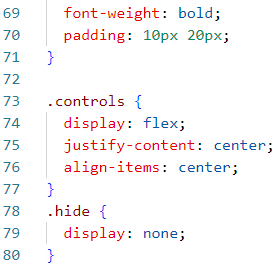 69 font-weight: bold;
70 padding: 10px 20px;
71 }
72
73 .controls {
74 display: flex;
75 justify-content: center;
76 align-items: center;
77 }
78 .hide {
79 display: none;
80 }